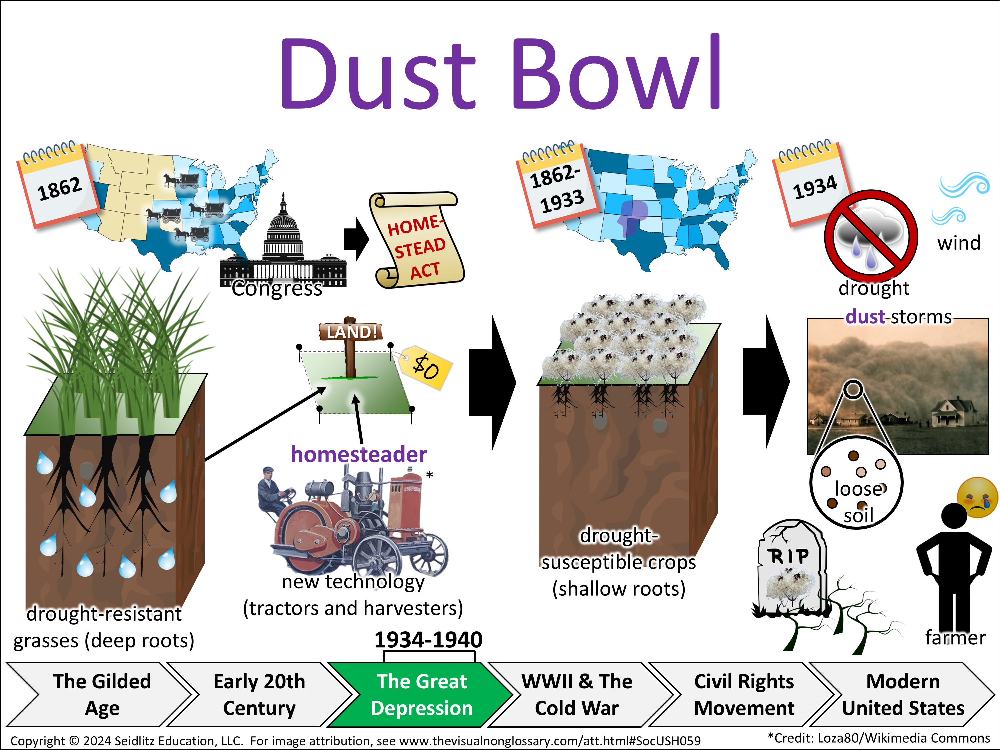 Dust Bowl
1862
Congress
HOME-
STEAD
ACT
1862-
1933
1934
wind
drought
dust storms
LAND!
$0
homesteader
*
new technology
(tractors and harvesters)
drought-resistant
grasses (deep roots)
drought-
susceptible crops
(shallow roots)
loose
soil
RIP
farmer
1934-1940
The Gilded
Age
Early 20th
Century
The Great
Depression
WWII & The
Cold War
Civil Rights
Movement
Modern
United States
Copyright © 2024 Seidlitz Education, LLC.  For image attribution, see www.thevisualnonglossary.com/att.html#SocUSH059
*Credit: Loza80/Wikimedia Commons